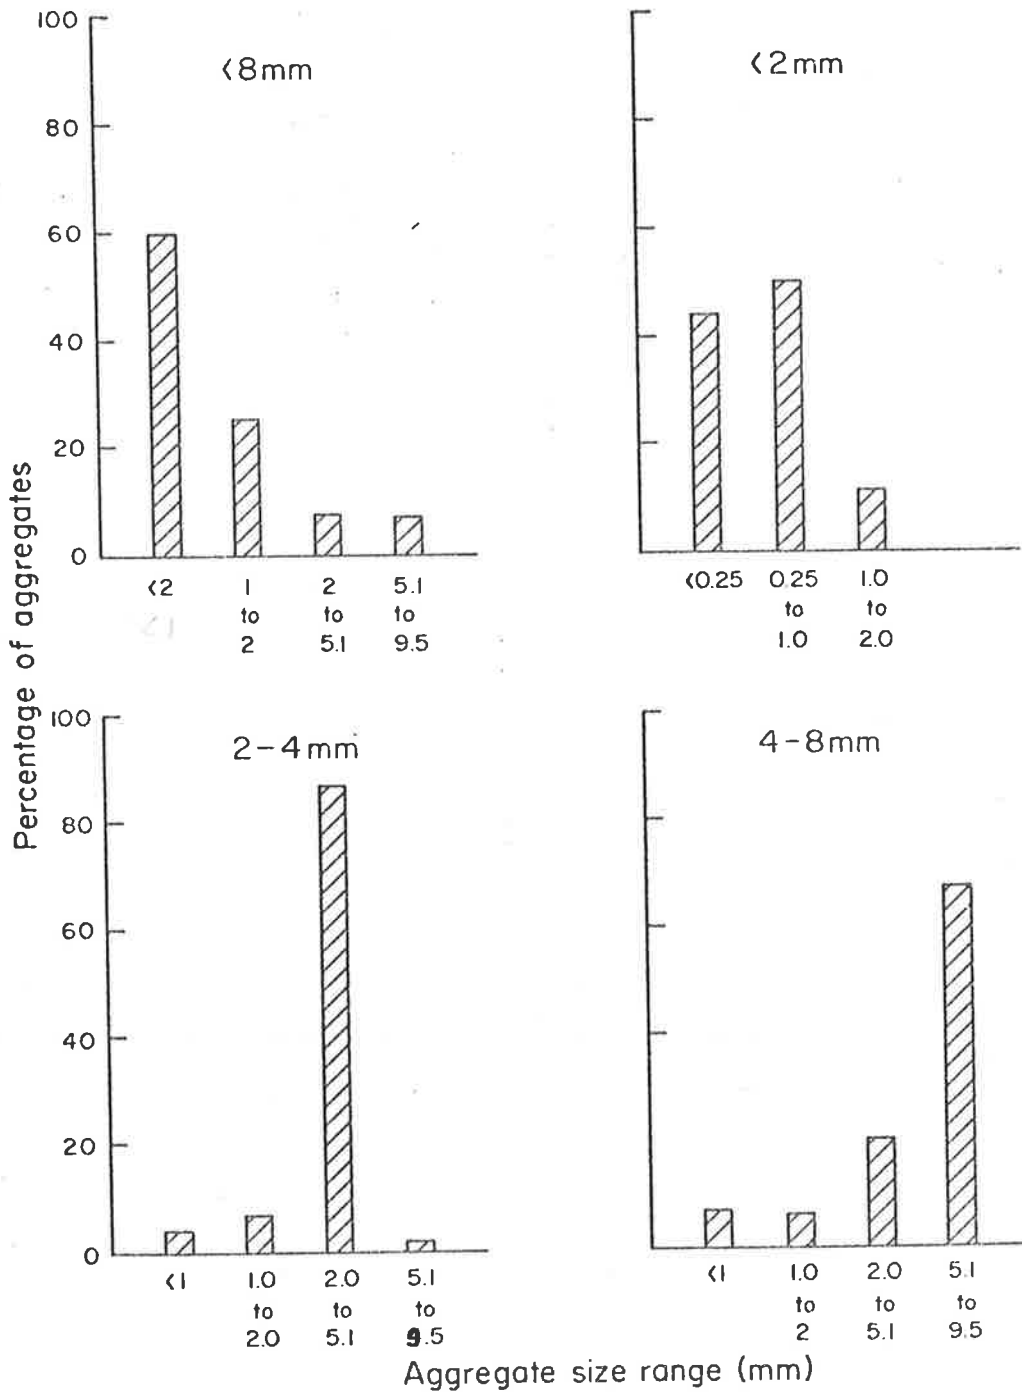 Percentage of aggregates
<8mm
100
80
60
40
20
0
<2
1 to 2
2 to 5.1
5.1 to 9.5
<2mm
<0.25
0.25 to 1.0
1.0 to 2.0
2-4mm
100
80
60
40
20
0
<1
1.0 to 2.0
2.0 to 5.1
5.1 to 9.5
4-8mm
<1
1.0 to 2
2.0 to 5.1
5.1 to 9.5
Aggregate size range (mm)